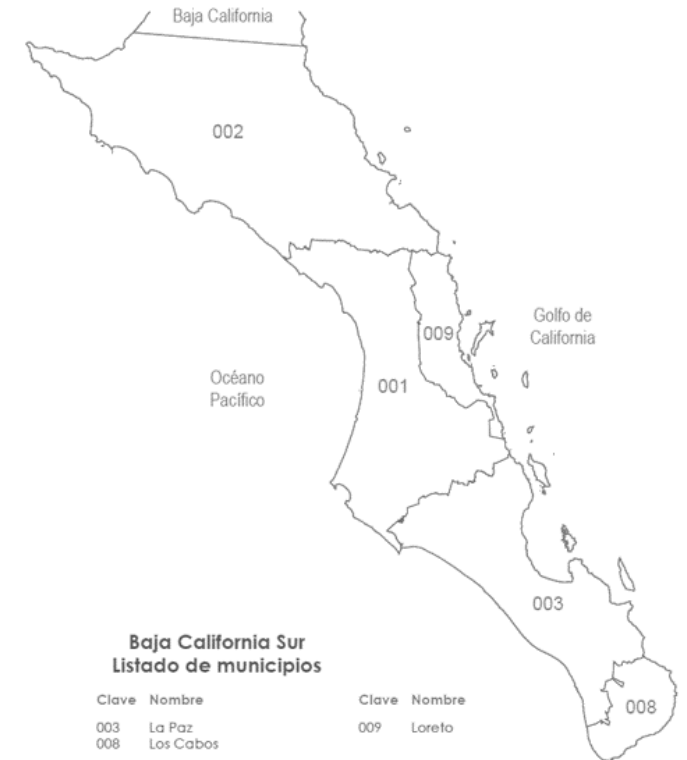 Baja California
002
009
Golfo de
California
Océano
Pacífico
001
003
008
Baja California Sur
Listado de municipios
Clave Nombre
003 La Paz
008 Los Cabos
Clave Nombre
009 Loreto